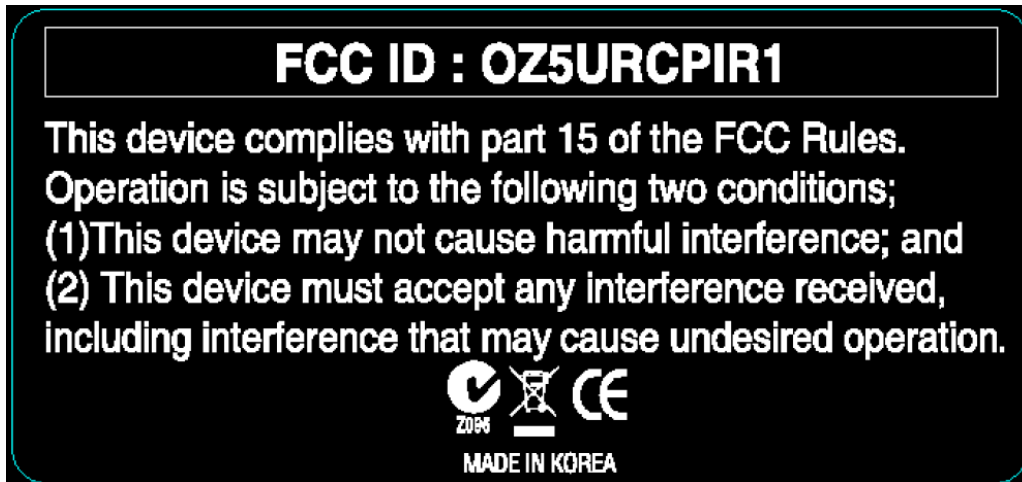 FCC ID : OZ5URCPIR1
This device complies with part 15 of the FCC Rules.
Operation is subject to the following two conditions;
(1)This device may not cause harmful interference; and
(2) This device must accept any interference received,
including interference that may cause undesired operation.
CE
MADE IN KOREA